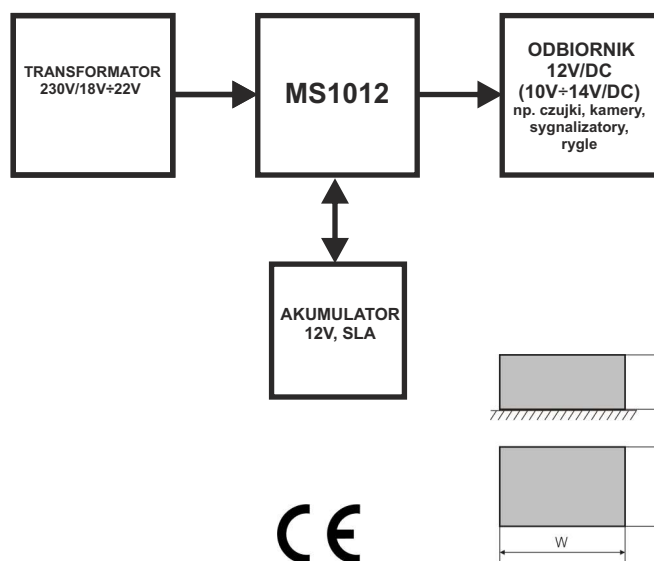 TRANSFORMATOR
230V/18V÷22V
MS1012
ODBIORNIK
12V/DC
(10V÷14V/DC)
np. czujki, kamery,
sygnalizatory,
rygle
AKUMULATOR
12V, SLA
CE
W